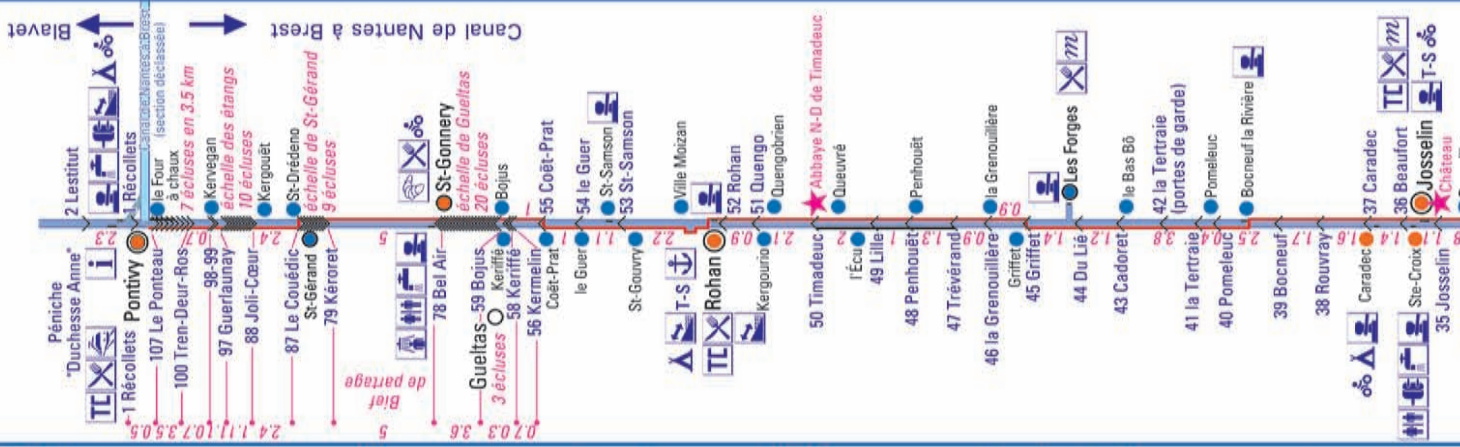 Blavet
Canal de Nantes à Brest
Péniche
"Duchesse Anne"
2 Lestitut
1 Récollets
Canal de Nantes à Brest
(section déclassée)
2.3
i
TC
Pontivy
1 Récollets
le Four
à chaux
107 Le Ponteau
7 écluses en 3.5 km
100 Tren-Deur-Ros
0.7
Kervegan
98-99
échelle des étangs
10 écluses
97 Guerlaunay
Kergouët
88 Joli-Cœur
2.4
St-Drédeno
87 Le Couëdic
échelle de St-Gérand
9 écluses
St-Gérand
79 Kéroret
0.5
3.5
0.7
1.1
1.1
2.4
Bief
de partage
5
5
78 Bel Air
St-Gonnery
échelle de Gueltas
20 écluses
3.6
Gueltas
59 Bojus
Bojus
Keriffé
3 écluses
0.3
58 Keriffé
0.7
56 Kermelin
1
55 Coët-Prat
Coët-Prat
1
54 le Guer
le Guer
1.1
St-Samson
53 St-Samson
St-Gouvry
2.2
Ville Moizan
T-S
TC
Rohan
52 Rohan
0.9
51 Quengo
Kergourio
Quengobrien
2.1
Abbaye N-D de Timadeuc
50 Timadeuc
Queuvré
2
l'Écu
49 Lille
1
Penhouët
48 Penhouët
1.3
47 Trévérand
0.9
la Grenouillère
46 la Grenouillère
0.9
Griffet
45 Griffet
1.4
Les Forges
m
44 Du Lié
1.2
le Bas Bô
43 Cadoret
3.8
42 la Tertraie
(portes de garde)
41 la Tertraie
0.4
Pomeleuc
40 Pomeleuc
2.5
Bocneuf la Rivière
39 Bocneuf
1.7
38 Rouvray
1.6
37 Caradec
Caradec
1.4
36 Beaufort
Ste-Croix
1.1
TC
m
T-S
Josselin
Château
35 Josselin